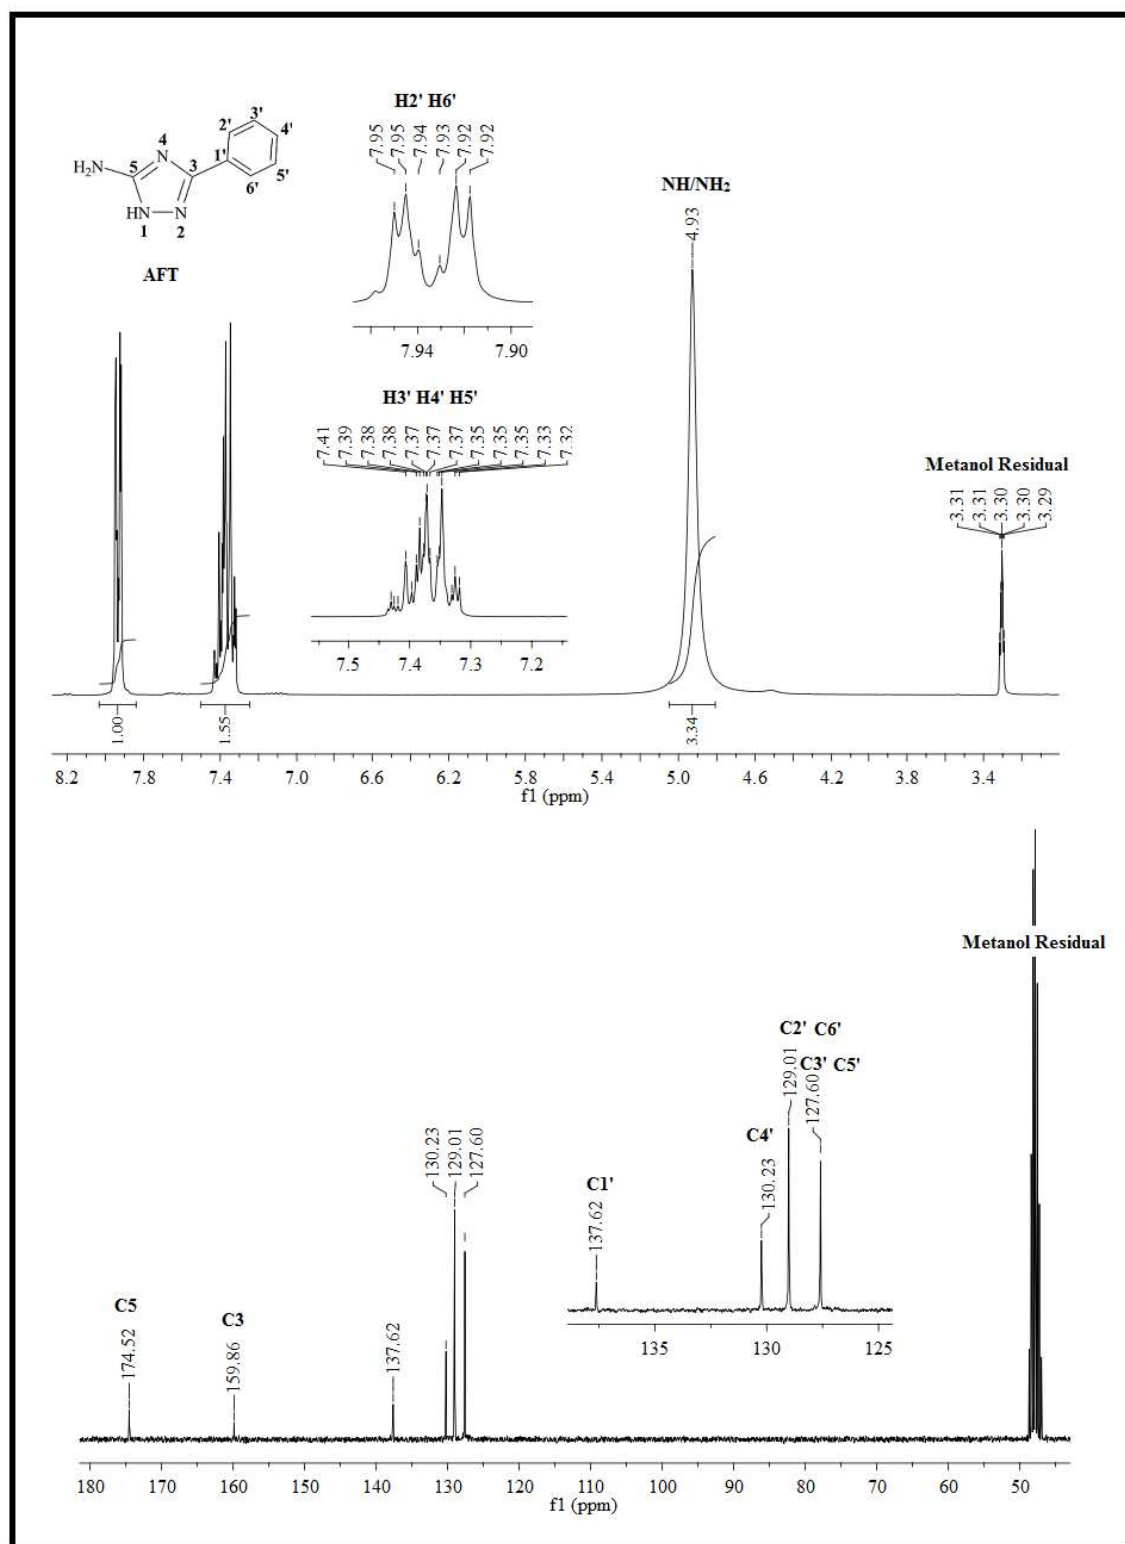 H2' H6'
7.95
7.95
7.94
7.93
7.92
7.92
7.94 7.90
H₂N
5
4
3
HN
1
N
2
N
1'
2'
3'
4'
5'
6'
AFT
NH/NH₂
4.93
H3' H4' H5'
7.41
7.39
7.38
7.38
7.37
7.37
7.37
7.35
7.35
7.35
7.33
7.32
7.5 7.4 7.3 7.2
Metanol Residual
3.31
3.31
3.30
3.30
3.29
1.00
1.55
3.34
8.2 7.8 7.4 7.0 6.6 6.2 5.8 5.4 5.0 4.6 4.2 3.8 3.4
f1 (ppm)
Metanol Residual
C2' C6'
129.01
C3' C5'
127.60
C4'
130.23
C1'
137.62
135 130 125
130.23
129.01
127.60
C5
174.52
C3
159.86
137.62
180 170 160 150 140 130 120 110 100 90 80 70 60 50
f1 (ppm)